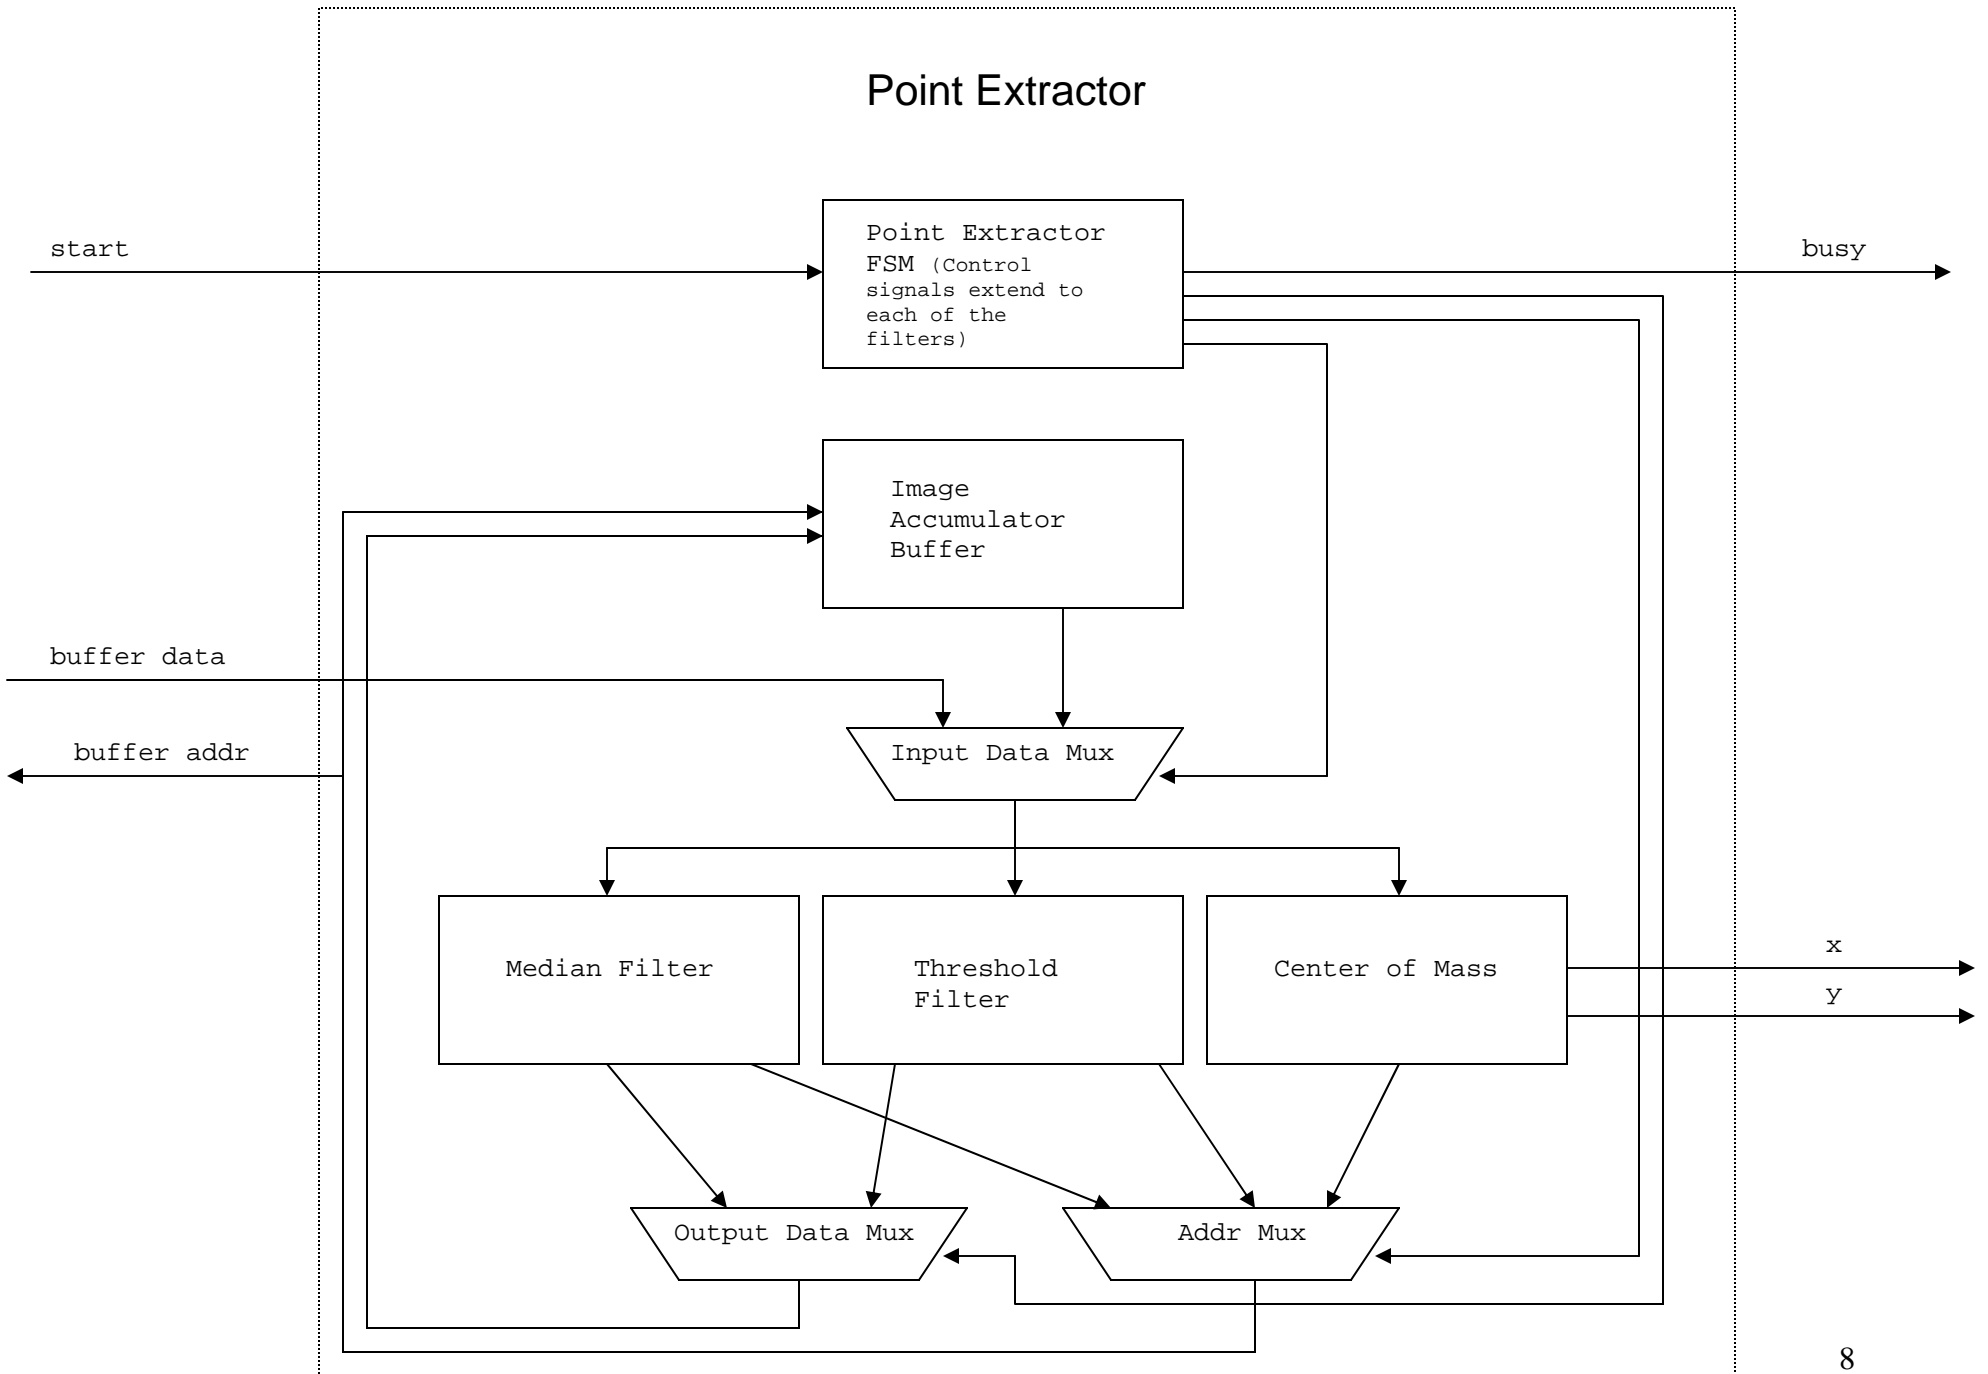 Point Extractor
start
Point Extractor
FSM (Control
signals extend to
each of the
filters)
busy
Image
Accumulator
Buffer
buffer data
buffer addr
Input Data Mux
Median Filter
Threshold
Filter
Center of Mass
x
y
Output Data Mux
Addr Mux
8